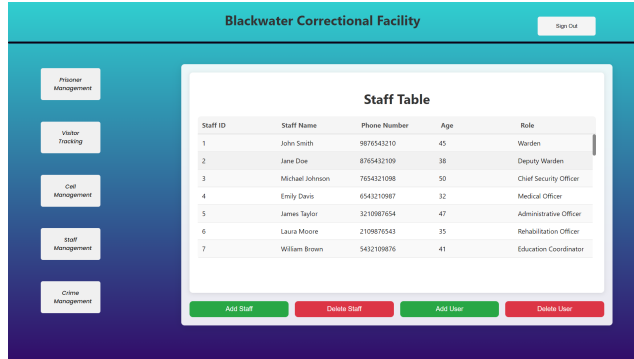 Blackwater Correctional Facility
Sign Out
Prisoner
Management
Visitor
Tracking
Cell
Management
Staff
Management
Crime
Management
Staff Table
Staff ID Staff Name Phone Number Age Role
1 John Smith 9876543210 45 Warden
2 Jane Doe 8765432109 38 Deputy Warden
3 Michael Johnson 7654321098 50 Chief Security Officer
4 Emily Davis 6543210987 32 Medical Officer
5 James Taylor 3210987654 47 Administrative Officer
6 Laura Moore 2109876543 35 Rehabilitation Officer
7 William Brown 5432109876 41 Education Coordinator
Add Staff Delete Staff Add User Delete User